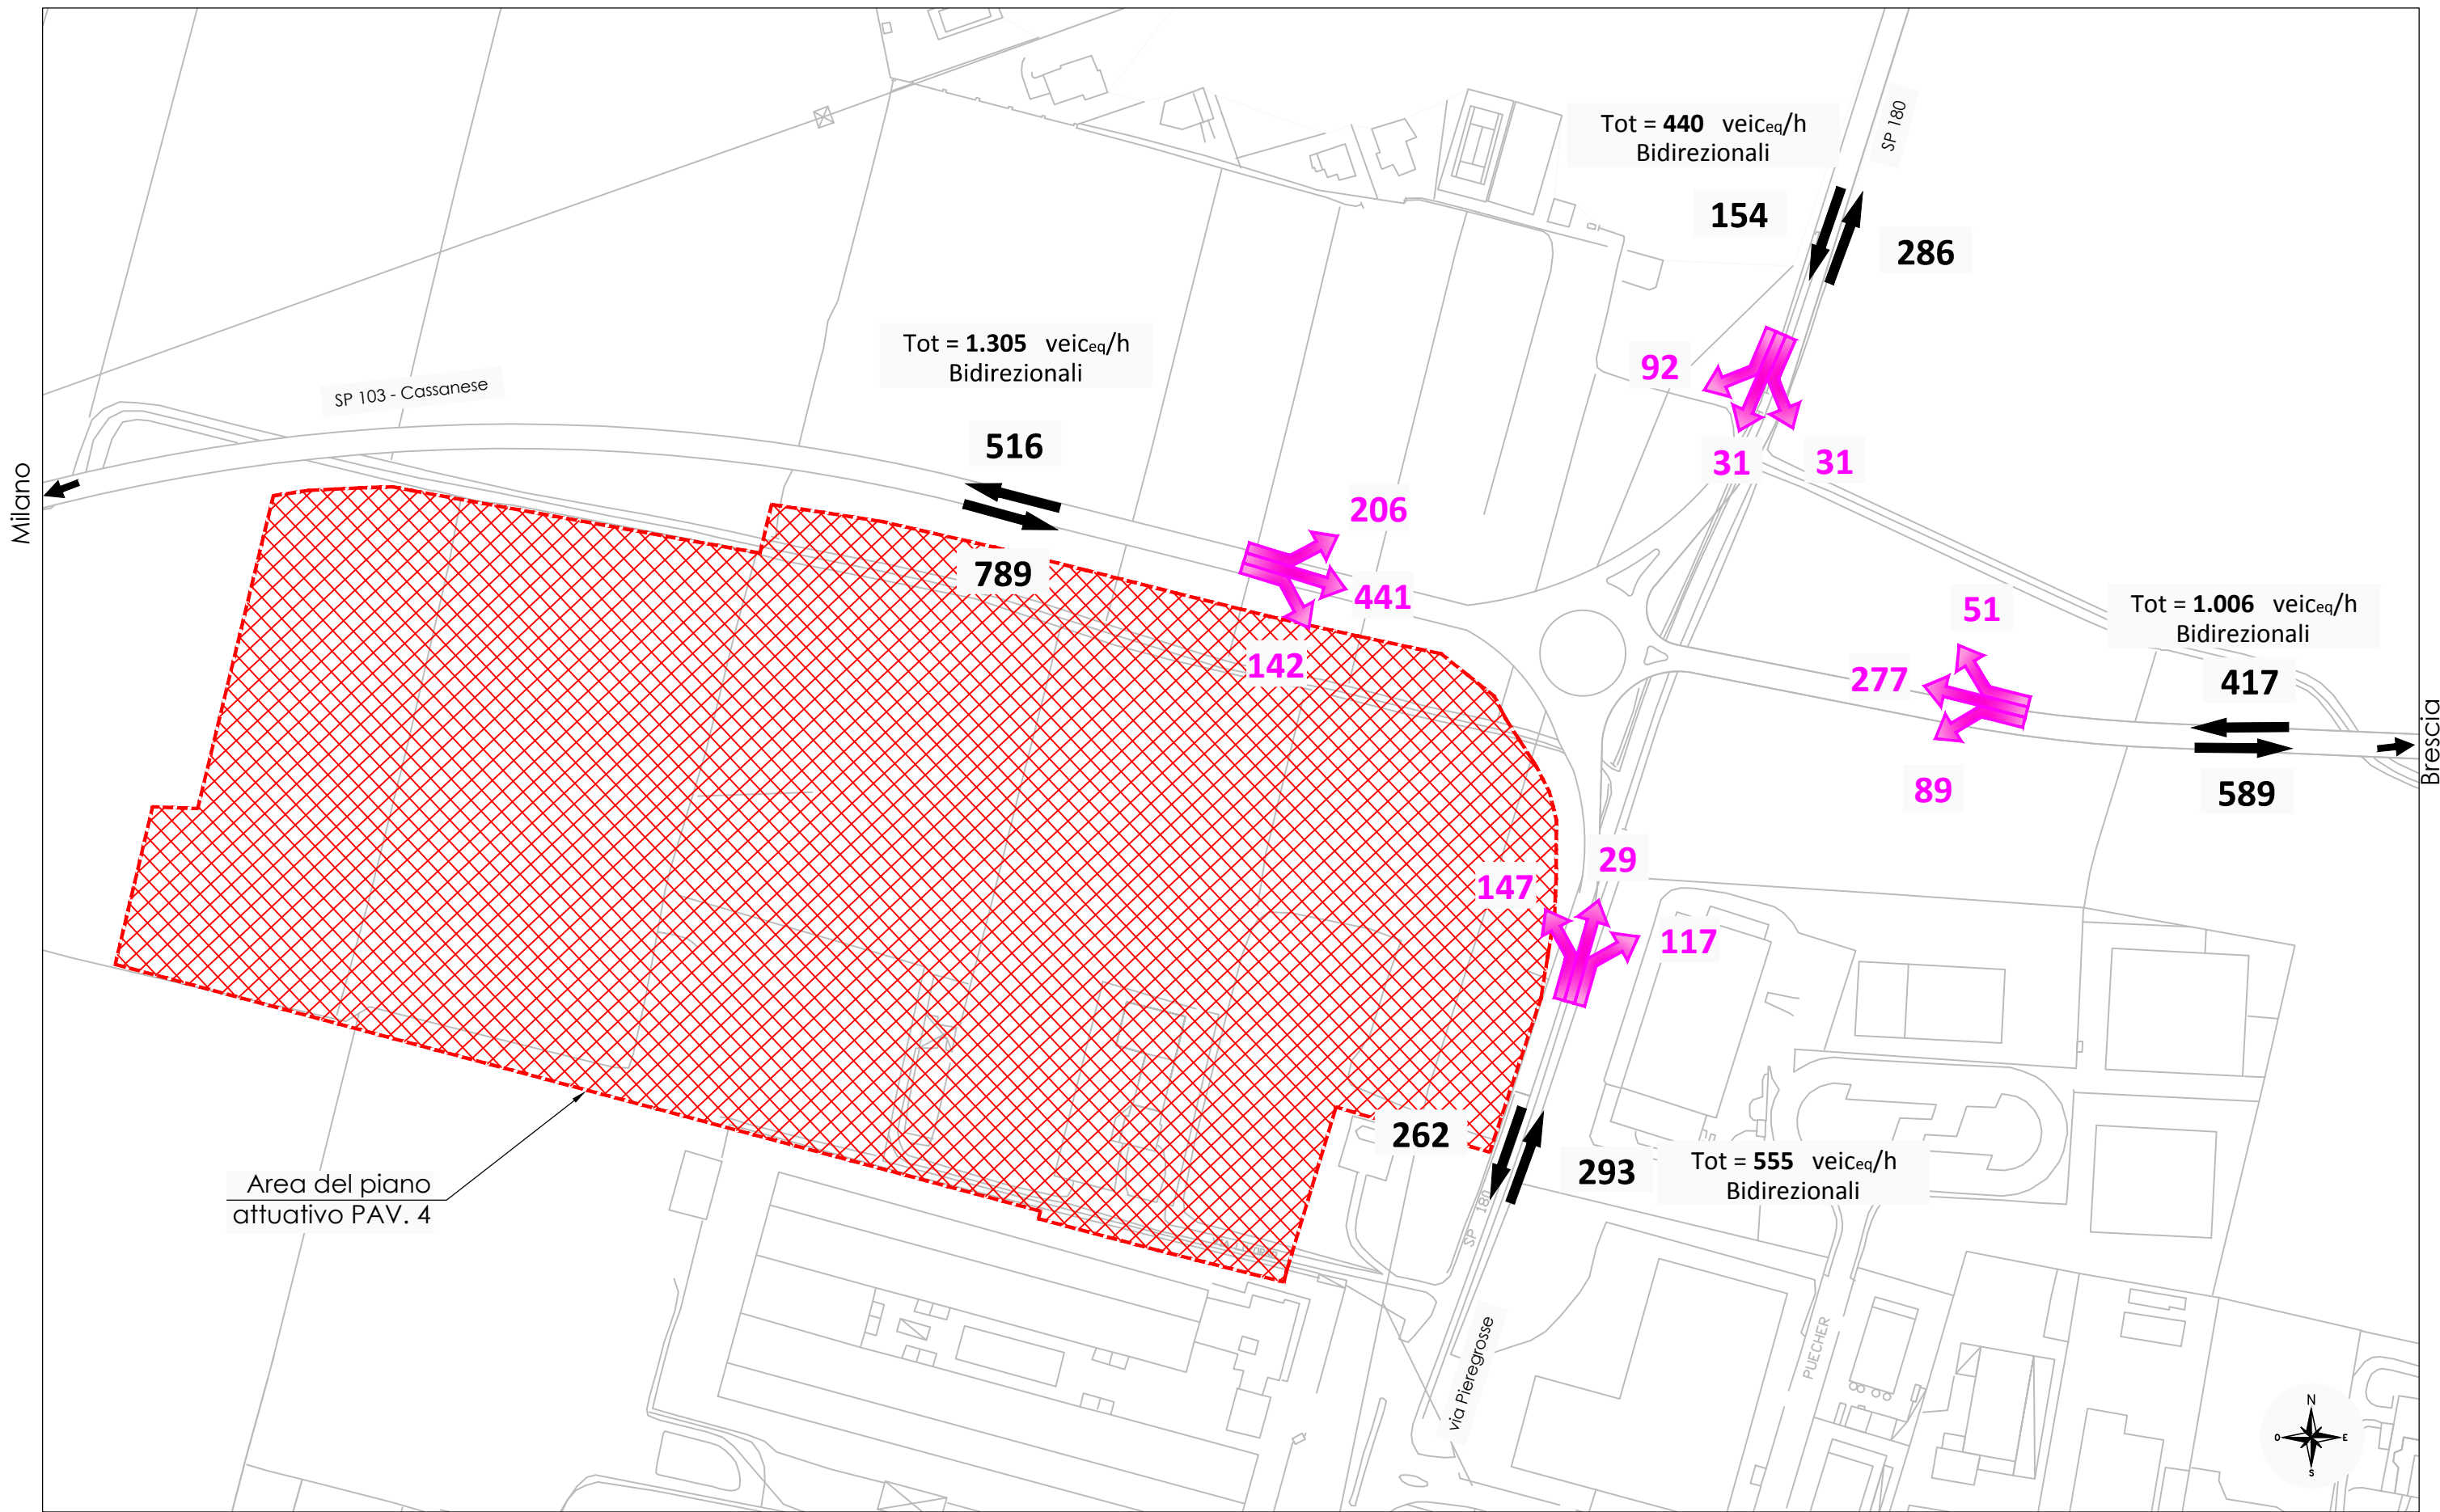 Tot = 440 veiceq/h
Bidirezionali
SP 180
154
286
Tot = 1.305 veiceq/h
Bidirezionali
92
SP 103 - Cassanese
516
31
31
Milano
206
789
441
51
Tot = 1.006 veiceq/h
Bidirezionali
142
277
417
Brescia
89
589
29
147
117
262
293
Tot = 555 veiceq/h
Bidirezionali
Area del piano
attuativo PAV. 4
SP 180
via Pieregrosse
PUECHER
N
O
E
S